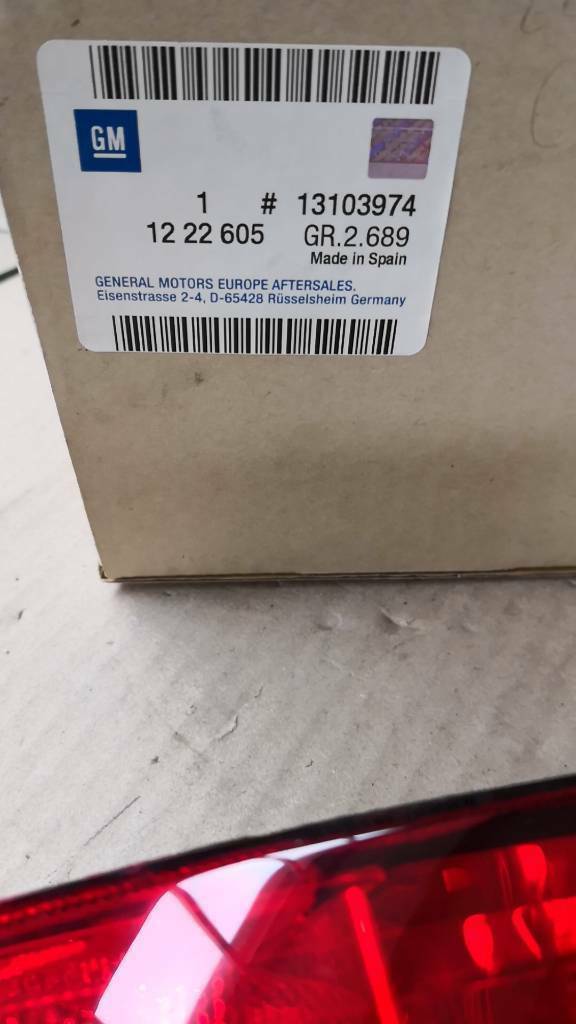 GM
1 # 13103974
12 22 605 GR.2.689
Made in Spain
GENERAL MOTORS EUROPE AFTERSALES.
Eisenstrasse 2-4, D-65428 Rüsselsheim Germany